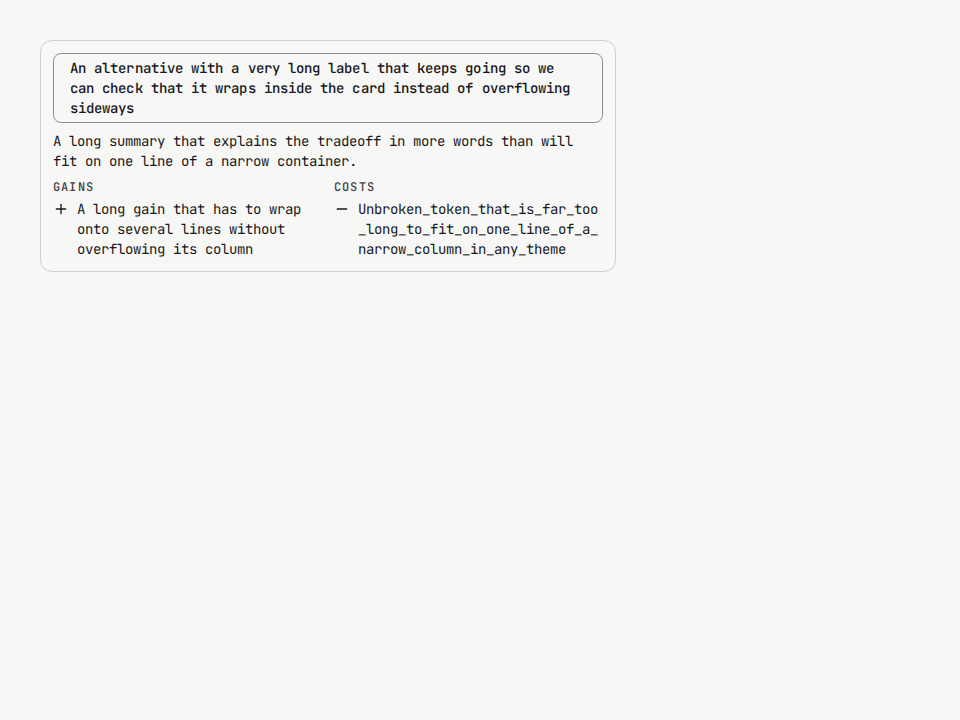 An alternative with a very long label that keeps going so we
can check that it wraps inside the card instead of overflowing
sideways
A long summary that explains the tradeoff in more words than will
fit on one line of a narrow container.
GAINS
+ A long gain that has to wrap
onto several lines without
overflowing its column
COSTS
− Unbroken_token_that_is_far_too
_long_to_fit_on_one_line_of_a_
narrow_column_in_any_theme